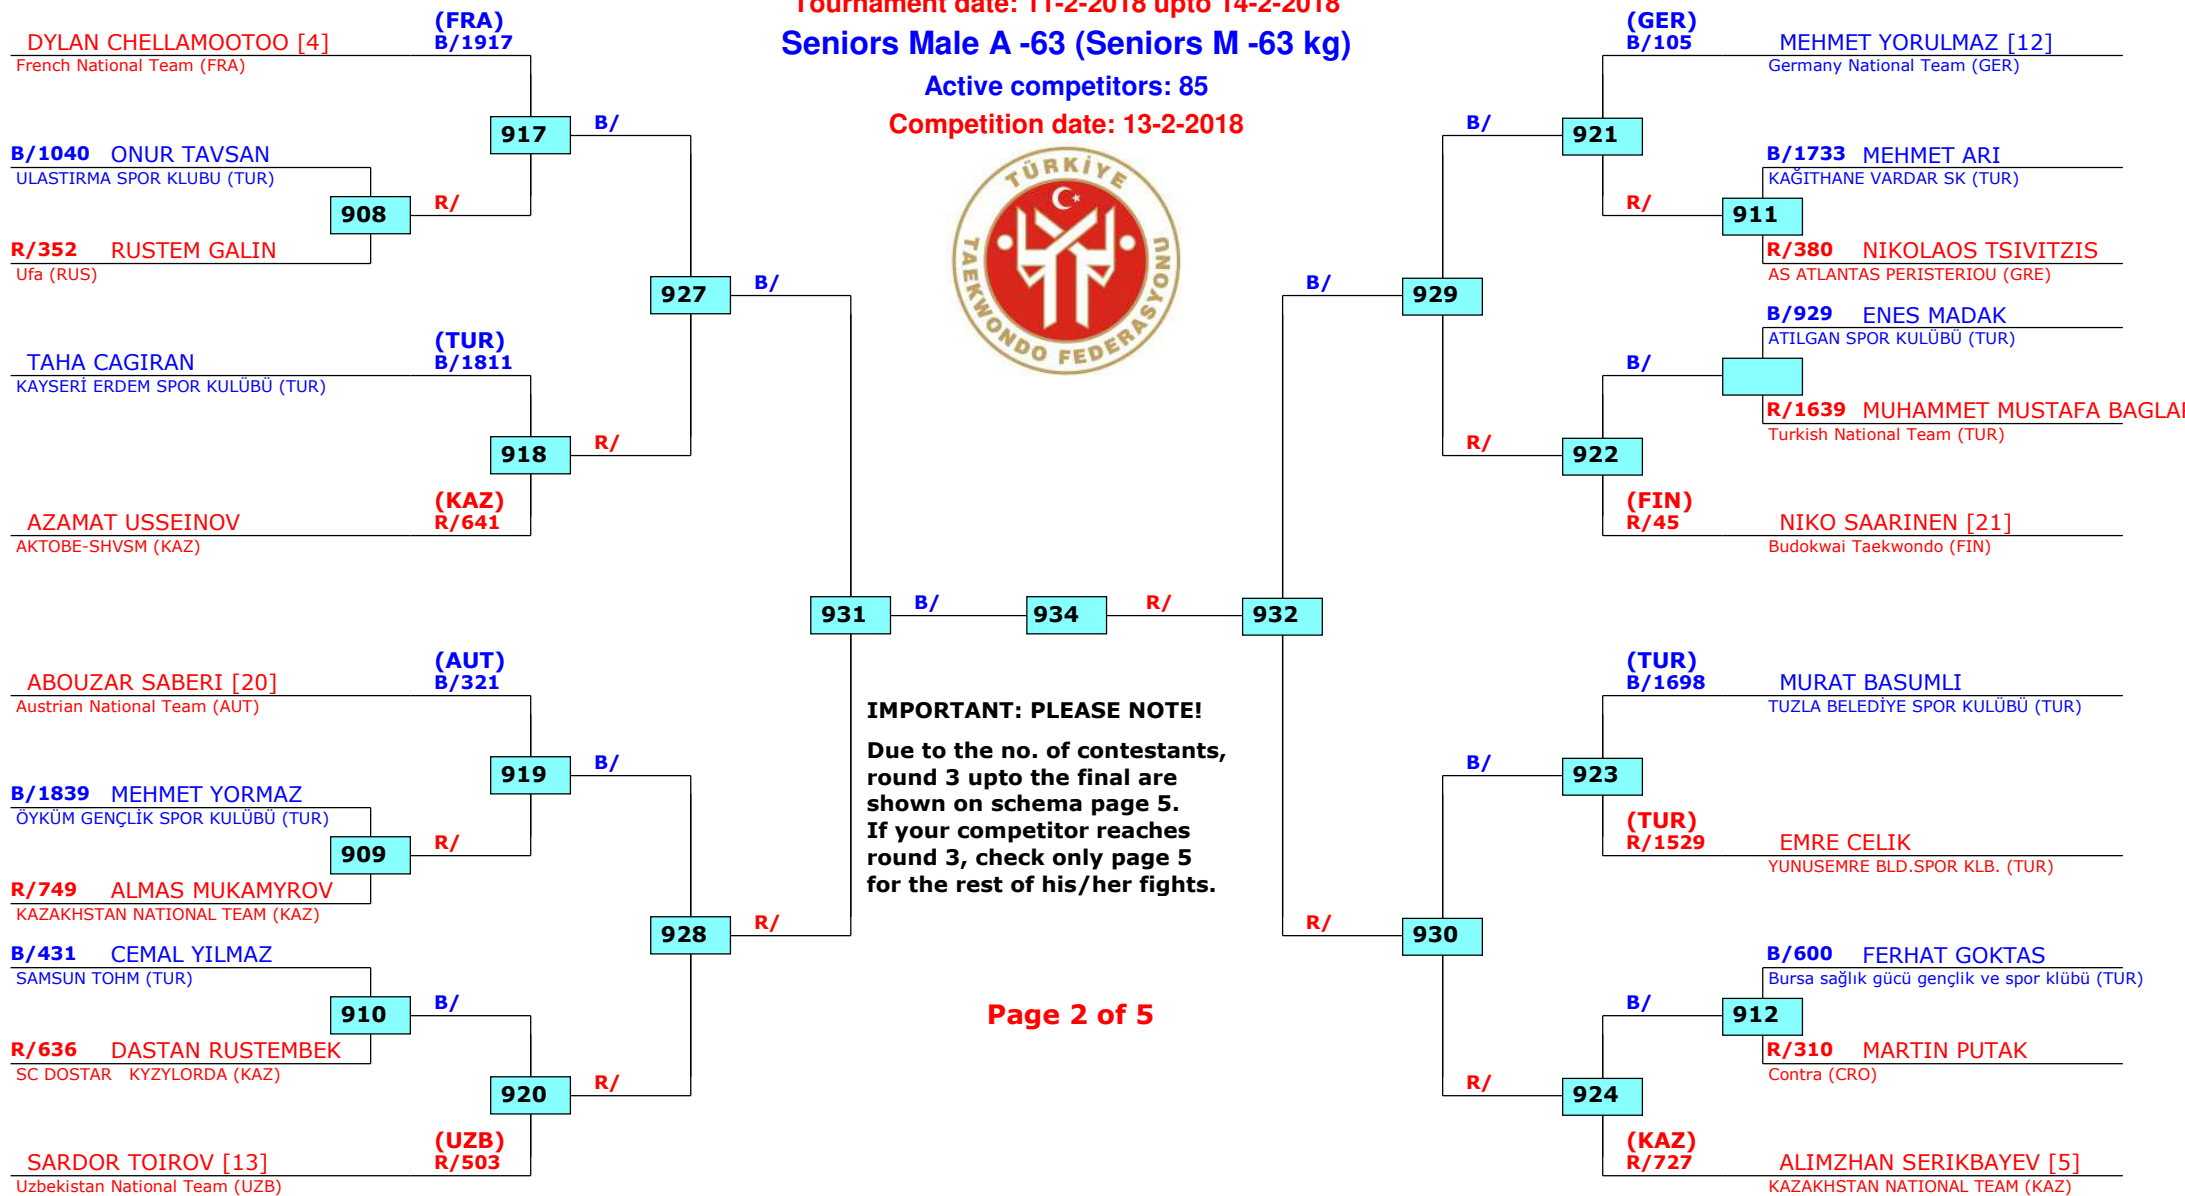 Tournament date: 11-2-2018 upto 14-2-2018
Seniors Male A -63 (Seniors M -63 kg)
Active competitors: 85
Competition date: 13-2-2018
TÜRKİYE
TAEKWONDO FEDERASYONU
DYLAN CHELLAMOOTOO [4]
(FRA)
B/1917
French National Team (FRA)
917
B/
B/1040 ONUR TAVSAN
ULASTIRMA SPOR KLUBU (TUR)
908
R/
R/352 RUSTEM GALIN
Ufa (RUS)
927
B/
TAHA CAGIRAN
(TUR)
B/1811
KAYSERİ ERDEM SPOR KULÜBÜ (TUR)
918
R/
AZAMAT USSEINOV
(KAZ)
R/641
AKTOBE-SHVSM (KAZ)
931
B/
934
R/
932
ABOUZAR SABERI [20]
(AUT)
B/321
Austrian National Team (AUT)
919
B/
B/1839 MEHMET YORMAZ
ÖYKÜM GENÇLİK SPOR KULÜBÜ (TUR)
909
R/
R/749 ALMAS MUKAMYROV
KAZAKHSTAN NATIONAL TEAM (KAZ)
928
R/
B/431 CEMAL YILMAZ
SAMSUN TOHM (TUR)
910
B/
R/636 DASTAN RUSTEMBEK
SC DOSTAR KYZYLORDA (KAZ)
920
R/
SARDOR TOIROV [13]
(UZB)
R/503
Uzbekistan National Team (UZB)
IMPORTANT: PLEASE NOTE!
Due to the no. of contestants,
round 3 upto the final are
shown on schema page 5.
If your competitor reaches
round 3, check only page 5
for the rest of his/her fights.
Page 2 of 5
(GER)
B/105
MEHMET YORULMAZ [12]
Germany National Team (GER)
B/
921
B/1733 MEHMET ARI
KAĞITHANE VARDAR SK (TUR)
R/
911
R/380 NIKOLAOS TSIVITZIS
AS ATLANTAS PERISTERIOU (GRE)
B/
929
B/929 ENES MADAK
ATILGAN SPOR KULÜBÜ (TUR)
B/
R/1639 MUHAMMET MUSTAFA
Turkish National Team (TUR)
R/
922
(FIN)
R/45
NIKO SAARINEN [21]
Budokwai Taekwondo (FIN)
(TUR)
B/1698
MURAT BASUMLI
TUZLA BELEDİYE SPOR KULÜBÜ (TUR)
B/
923
(TUR)
R/1529
EMRE CELIK
YUNUSEMRE BLD.SPOR KLB. (TUR)
R/
930
B/600 FERHAT GOKTAS
Bursa sağlık gücü gençlik ve spor klübü (TUR)
B/
912
R/310 MARTIN PUTAK
Contra (CRO)
R/
924
(KAZ)
R/727
ALIMZHAN SERIKBAYEV [5]
KAZAKHSTAN NATIONAL TEAM (KAZ)